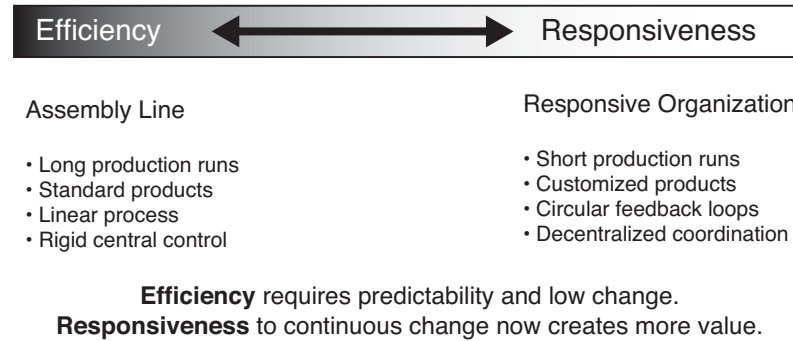 Efficiency
Responsiveness
Assembly Line
• Long production runs
• Standard products
• Linear process
• Rigid central control
Responsive Organization
• Short production runs
• Customized products
• Circular feedback loops
• Decentralized coordination
Efficiency requires predictability and low change.
Responsiveness to continuous change now creates more value.